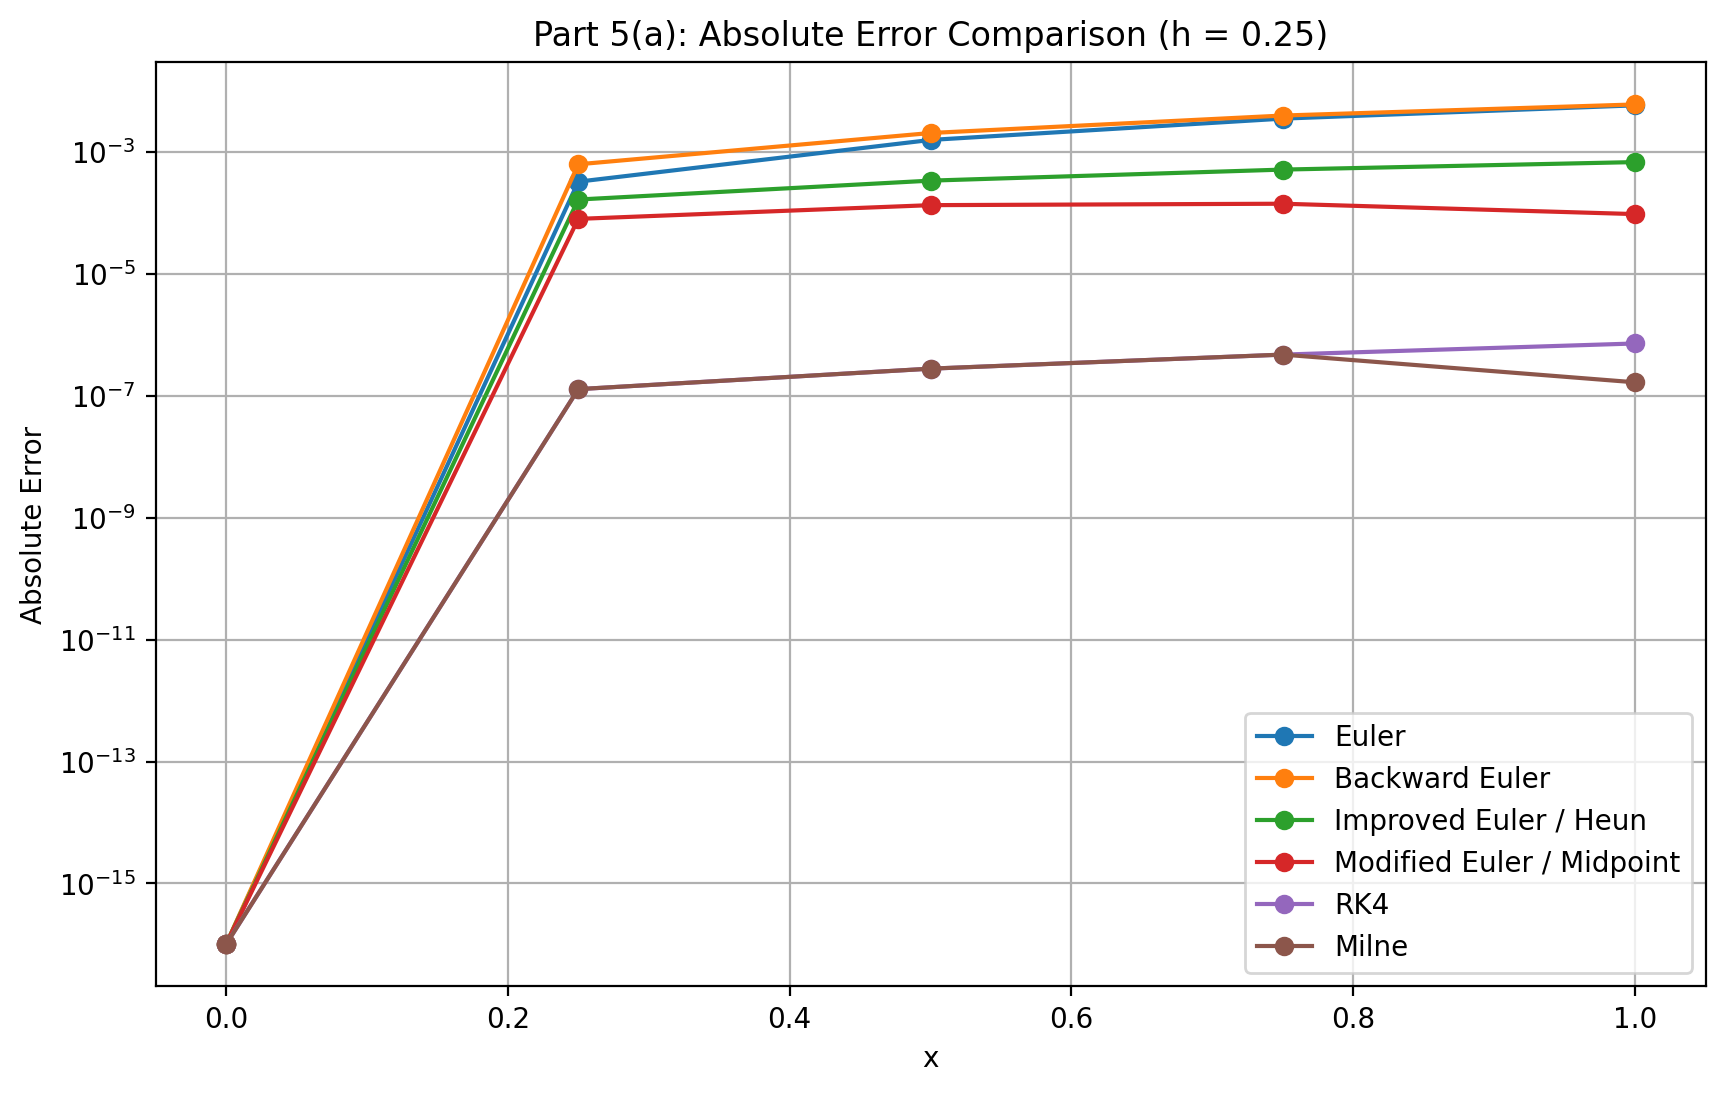 Part 5(a): Absolute Error Comparison (h = 0.25)
Absolute Error
10⁻³
10⁻⁵
10⁻⁷
10⁻⁹
10⁻¹¹
10⁻¹³
10⁻¹⁵
Euler
Backward Euler
Improved Euler / Heun
Modified Euler / Midpoint
RK4
Milne
0.0 0.2 0.4 0.6 0.8 1.0
x